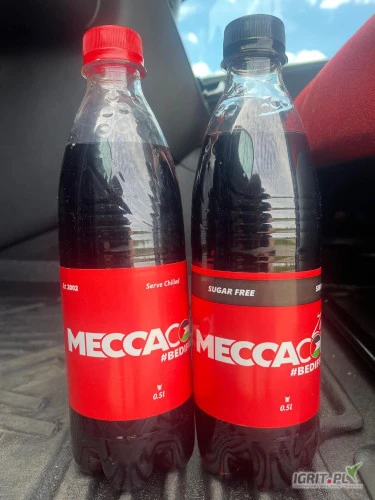 Est 2002
Serve Chilled
MECCACO
#BEDI
0.5L
SUGAR FREE
MECCACO
#BEDI
0.5L
IGRIT.PL